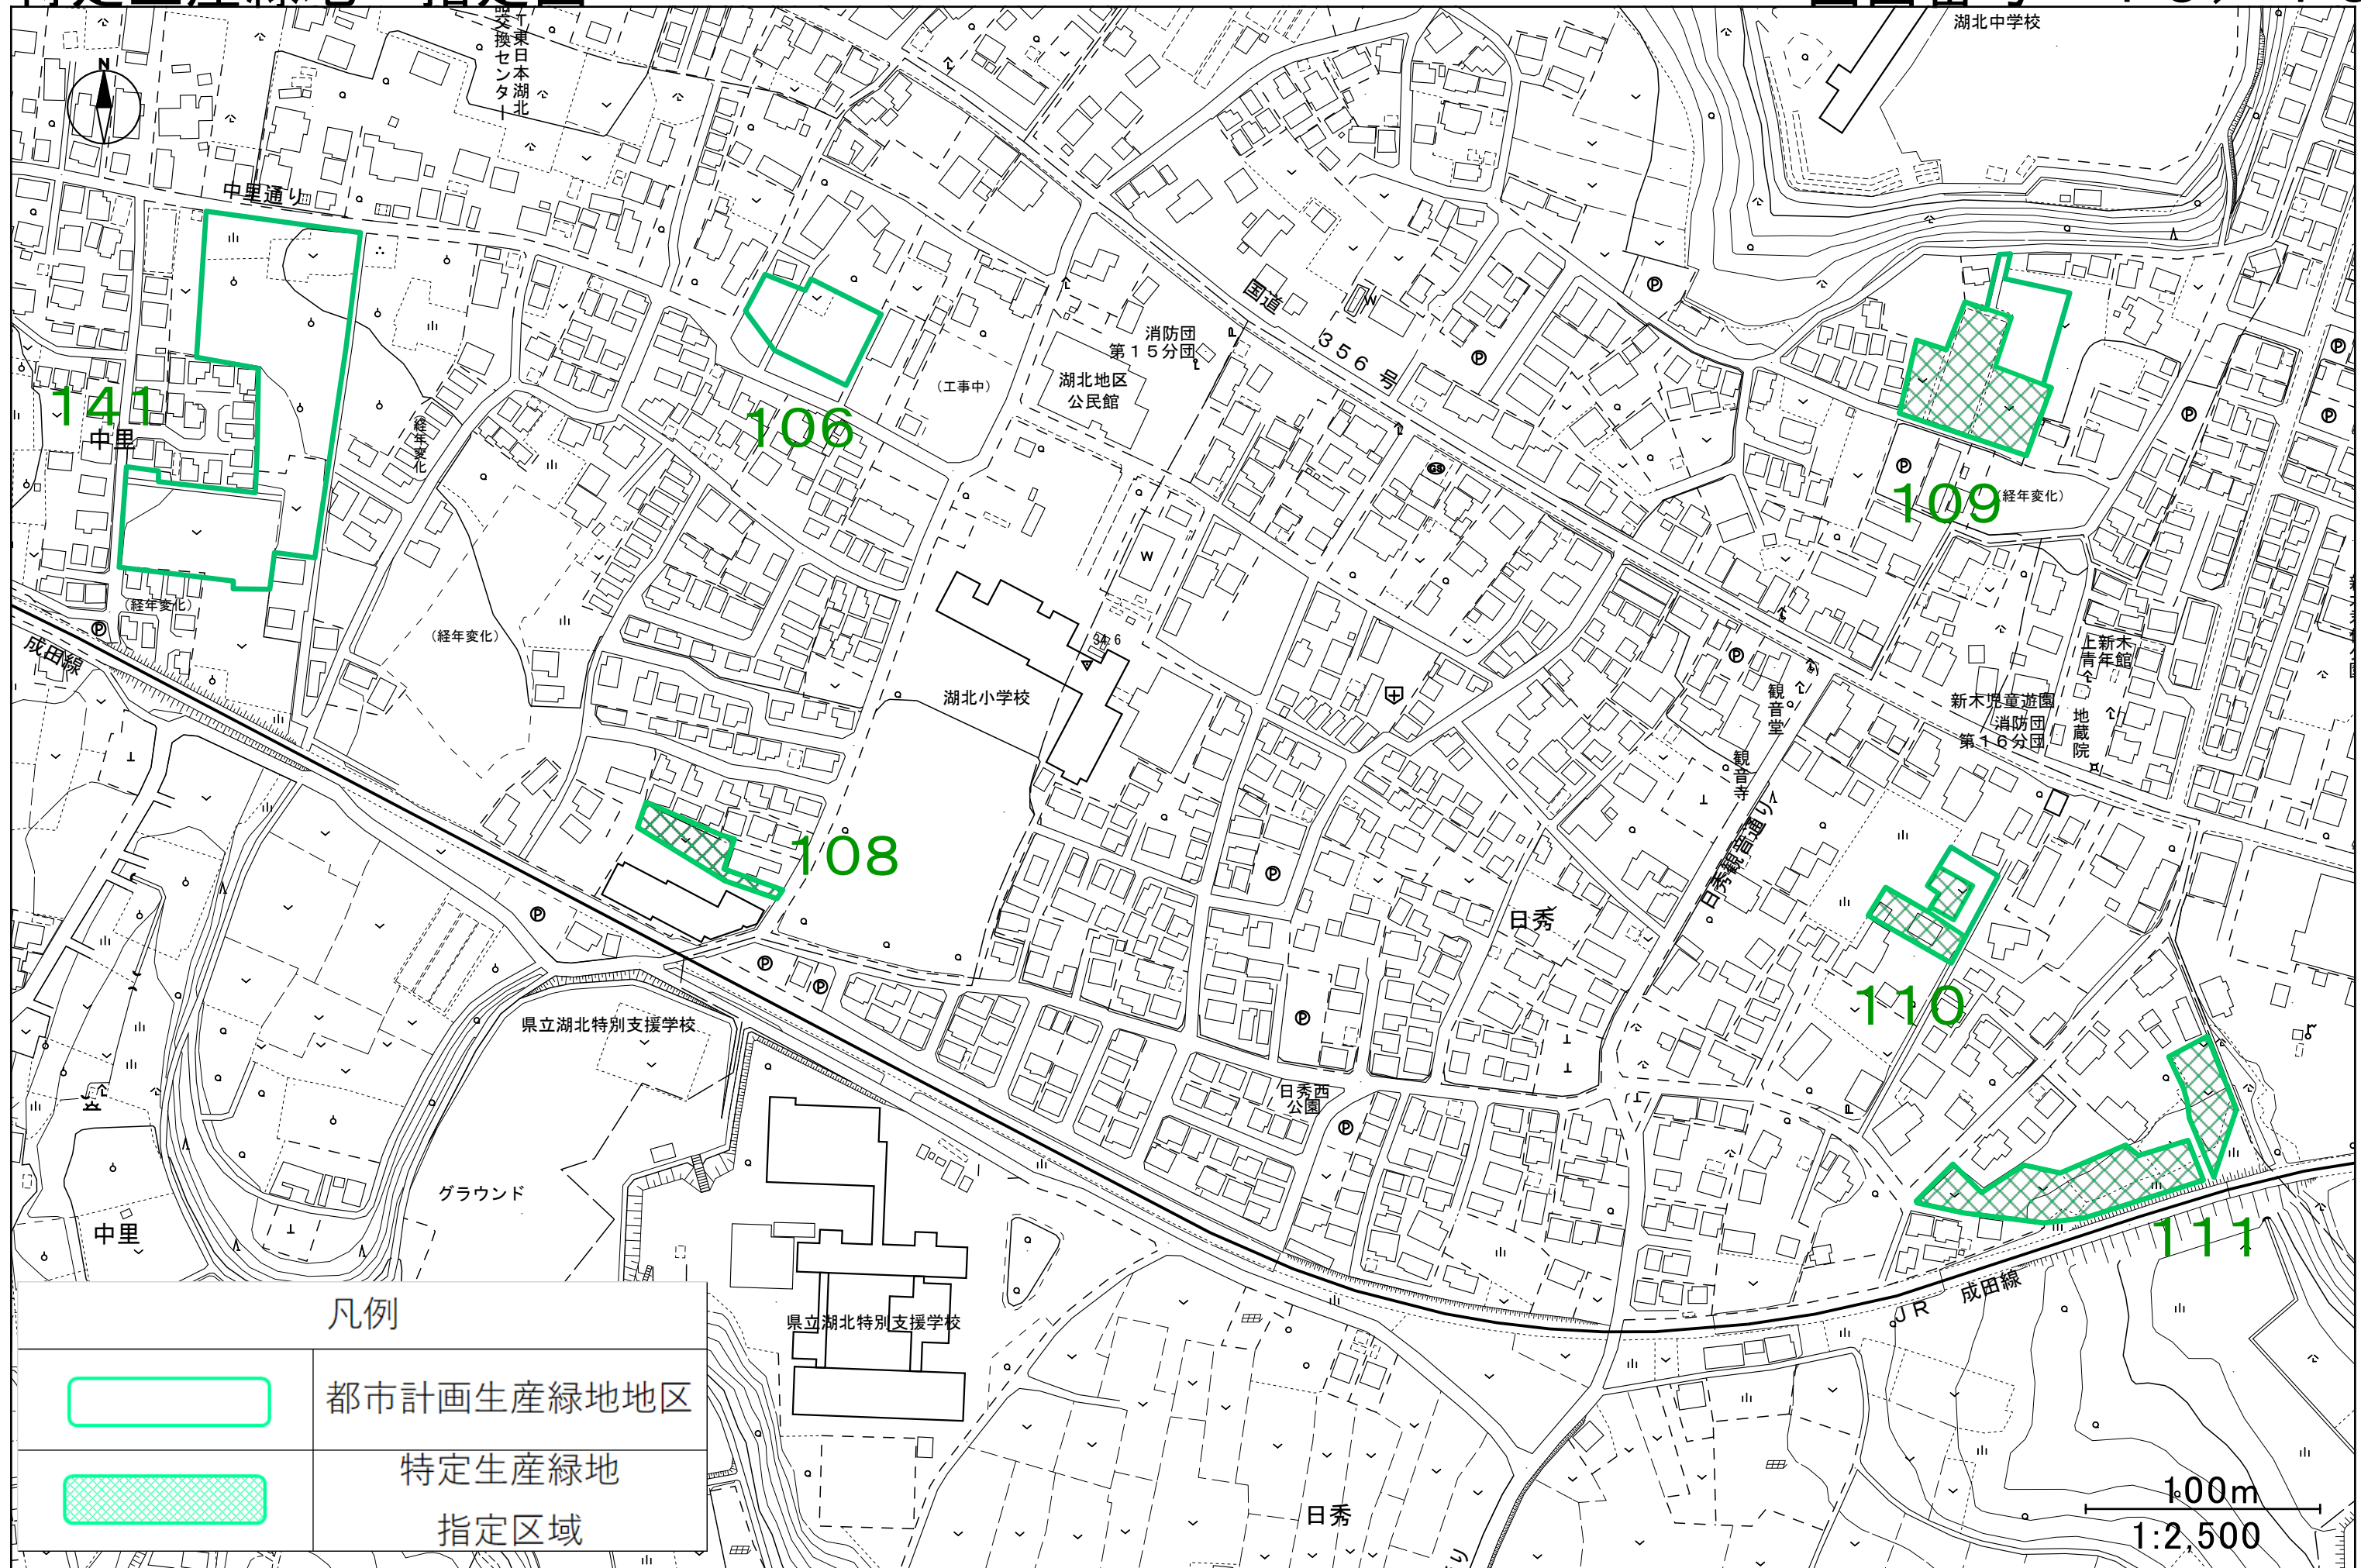 湖北中学校
東日本湖北
交換センター
N
中里通り
国道 356号
消防団
第15分団
湖北地区
公民館
(工事中)
141
中里
106
(経年変化
109
(経年変化)
W
W
(経年変化)
(経年変化)
成田線
湖北小学校
上新木
青年館
新木児童遊園
消防団
第16分団
地蔵院
観音堂
観音寺
日秀観音通り
108
日秀
110
県立湖北特別支援学校
日秀西
公園
グラウンド
中里
111
JR 成田線
県立湖北特別支援学校
凡例
都市計画生産緑地地区
特定生産緑地
指定区域
日秀
100m
1:2,500